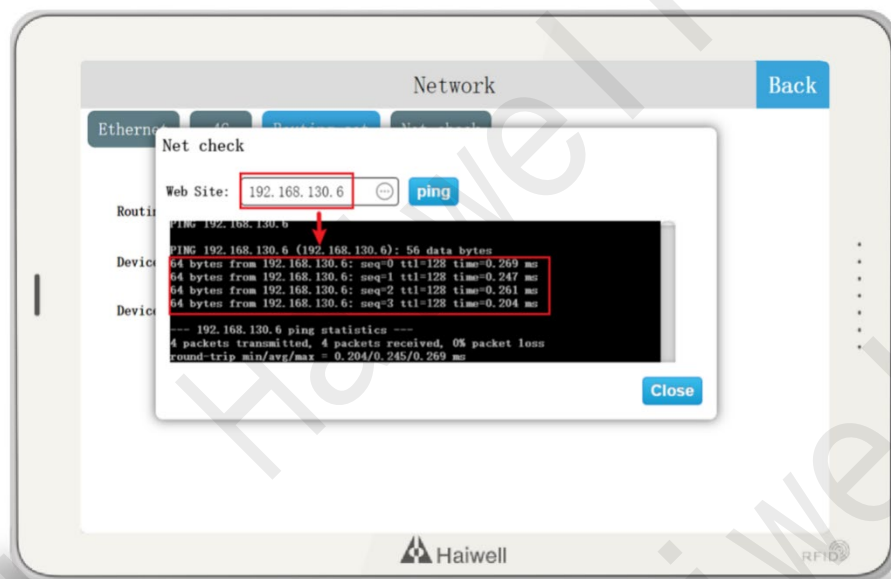 Network
Back
Net check
Web Site: 192.168.130.6 ping
Device
PING 192.168.130.6 (192.168.130.6): 56 data bytes
64 bytes from 192.168.130.6: seq=0 ttl=128 time=0.269 ms
64 bytes from 192.168.130.6: seq=1 ttl=128 time=0.247 ms
64 bytes from 192.168.130.6: seq=2 ttl=128 time=0.261 ms
64 bytes from 192.168.130.6: seq=3 ttl=128 time=0.204 ms
Device
--- 192.168.130.6 ping statistics ---
4 packets transmitted, 4 packets received, 0% packet loss
round-trip min/avg/max = 0.204/0.245/0.269 ms
Close
Haiwell
RFID